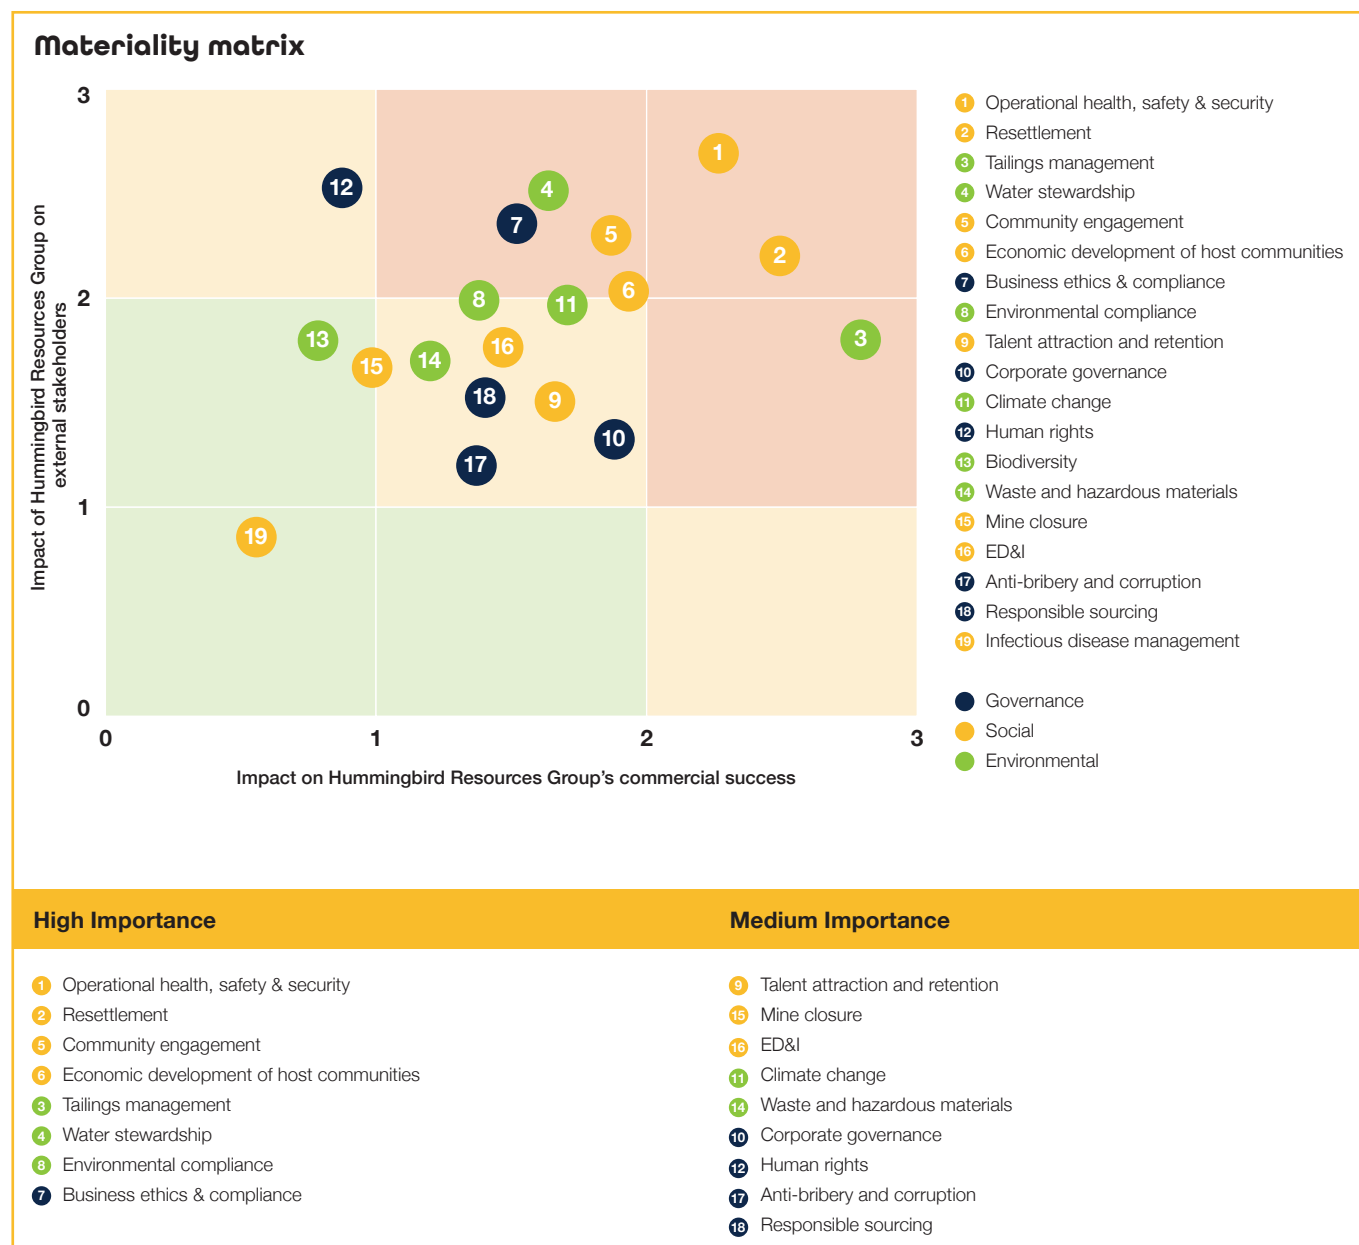 Materiality matrix
3
2
1
0
0 1 2 3
Impact of Hummingbird Resources Group on
external stakeholders
Impact on Hummingbird Resources Group's commercial success
1
12
4
7
5
2
6
8
11
3
13
16
14
15
18
9
10
17
19
1 Operational health, safety & security
2 Resettlement
3 Tailings management
4 Water stewardship
5 Community engagement
6 Economic development of host communities
7 Business ethics & compliance
8 Environmental compliance
9 Talent attraction and retention
10 Corporate governance
11 Climate change
12 Human rights
13 Biodiversity
14 Waste and hazardous materials
15 Mine closure
16 ED&I
17 Anti-bribery and corruption
18 Responsible sourcing
19 Infectious disease management
Governance
Social
Environmental
High Importance
1 Operational health, safety & security
2 Resettlement
5 Community engagement
6 Economic development of host communities
3 Tailings management
4 Water stewardship
8 Environmental compliance
7 Business ethics & compliance
Medium Importance
9 Talent attraction and retention
15 Mine closure
16 ED&I
11 Climate change
14 Waste and hazardous materials
10 Corporate governance
12 Human rights
17 Anti-bribery and corruption
18 Responsible sourcing